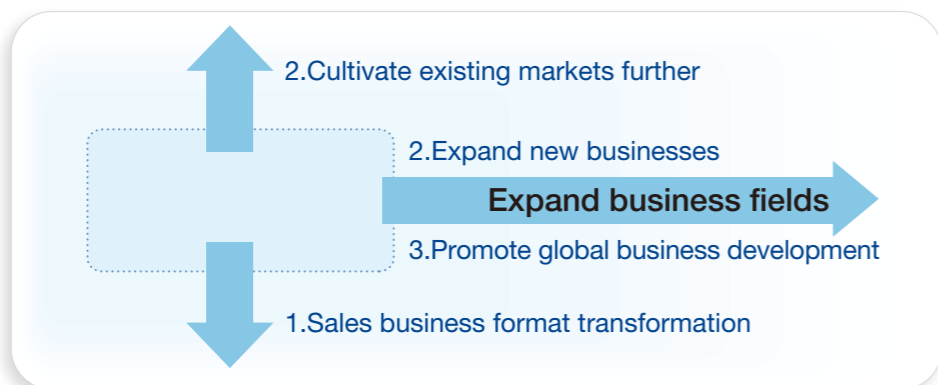 2.Cultivate existing markets further
2.Expand new businesses
Expand business fields
3.Promote global business development
1.Sales business format transformation